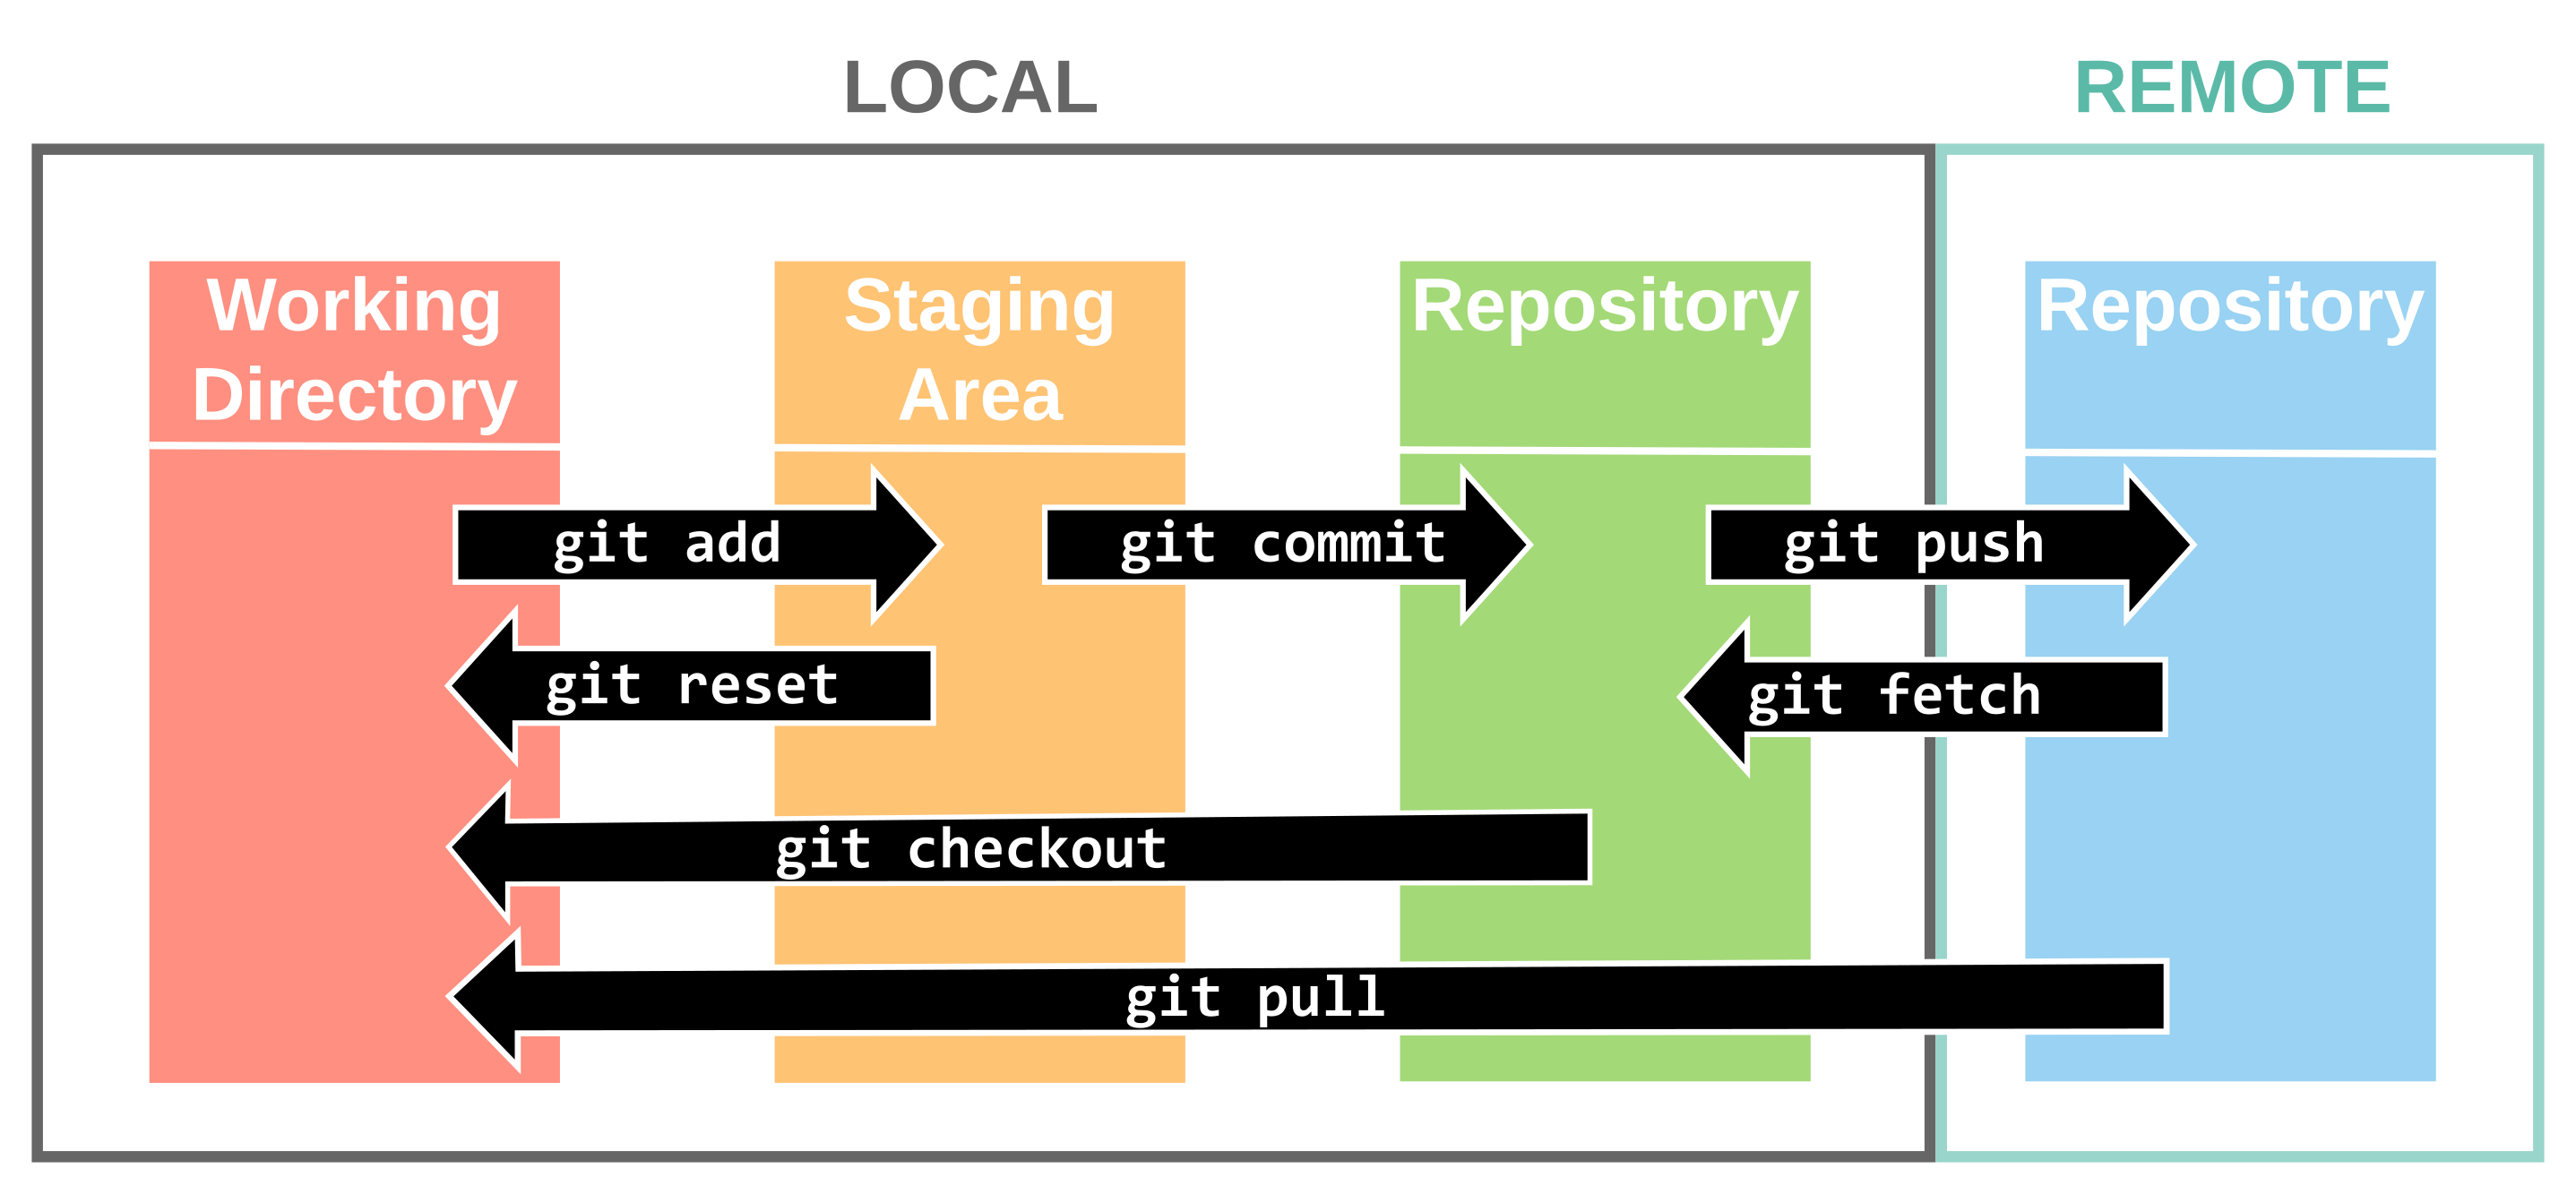 LOCAL
REMOTE
Working
Directory
Staging
Area
Repository
Repository
git add
git commit
git push
git reset
git fetch
git checkout
git pull